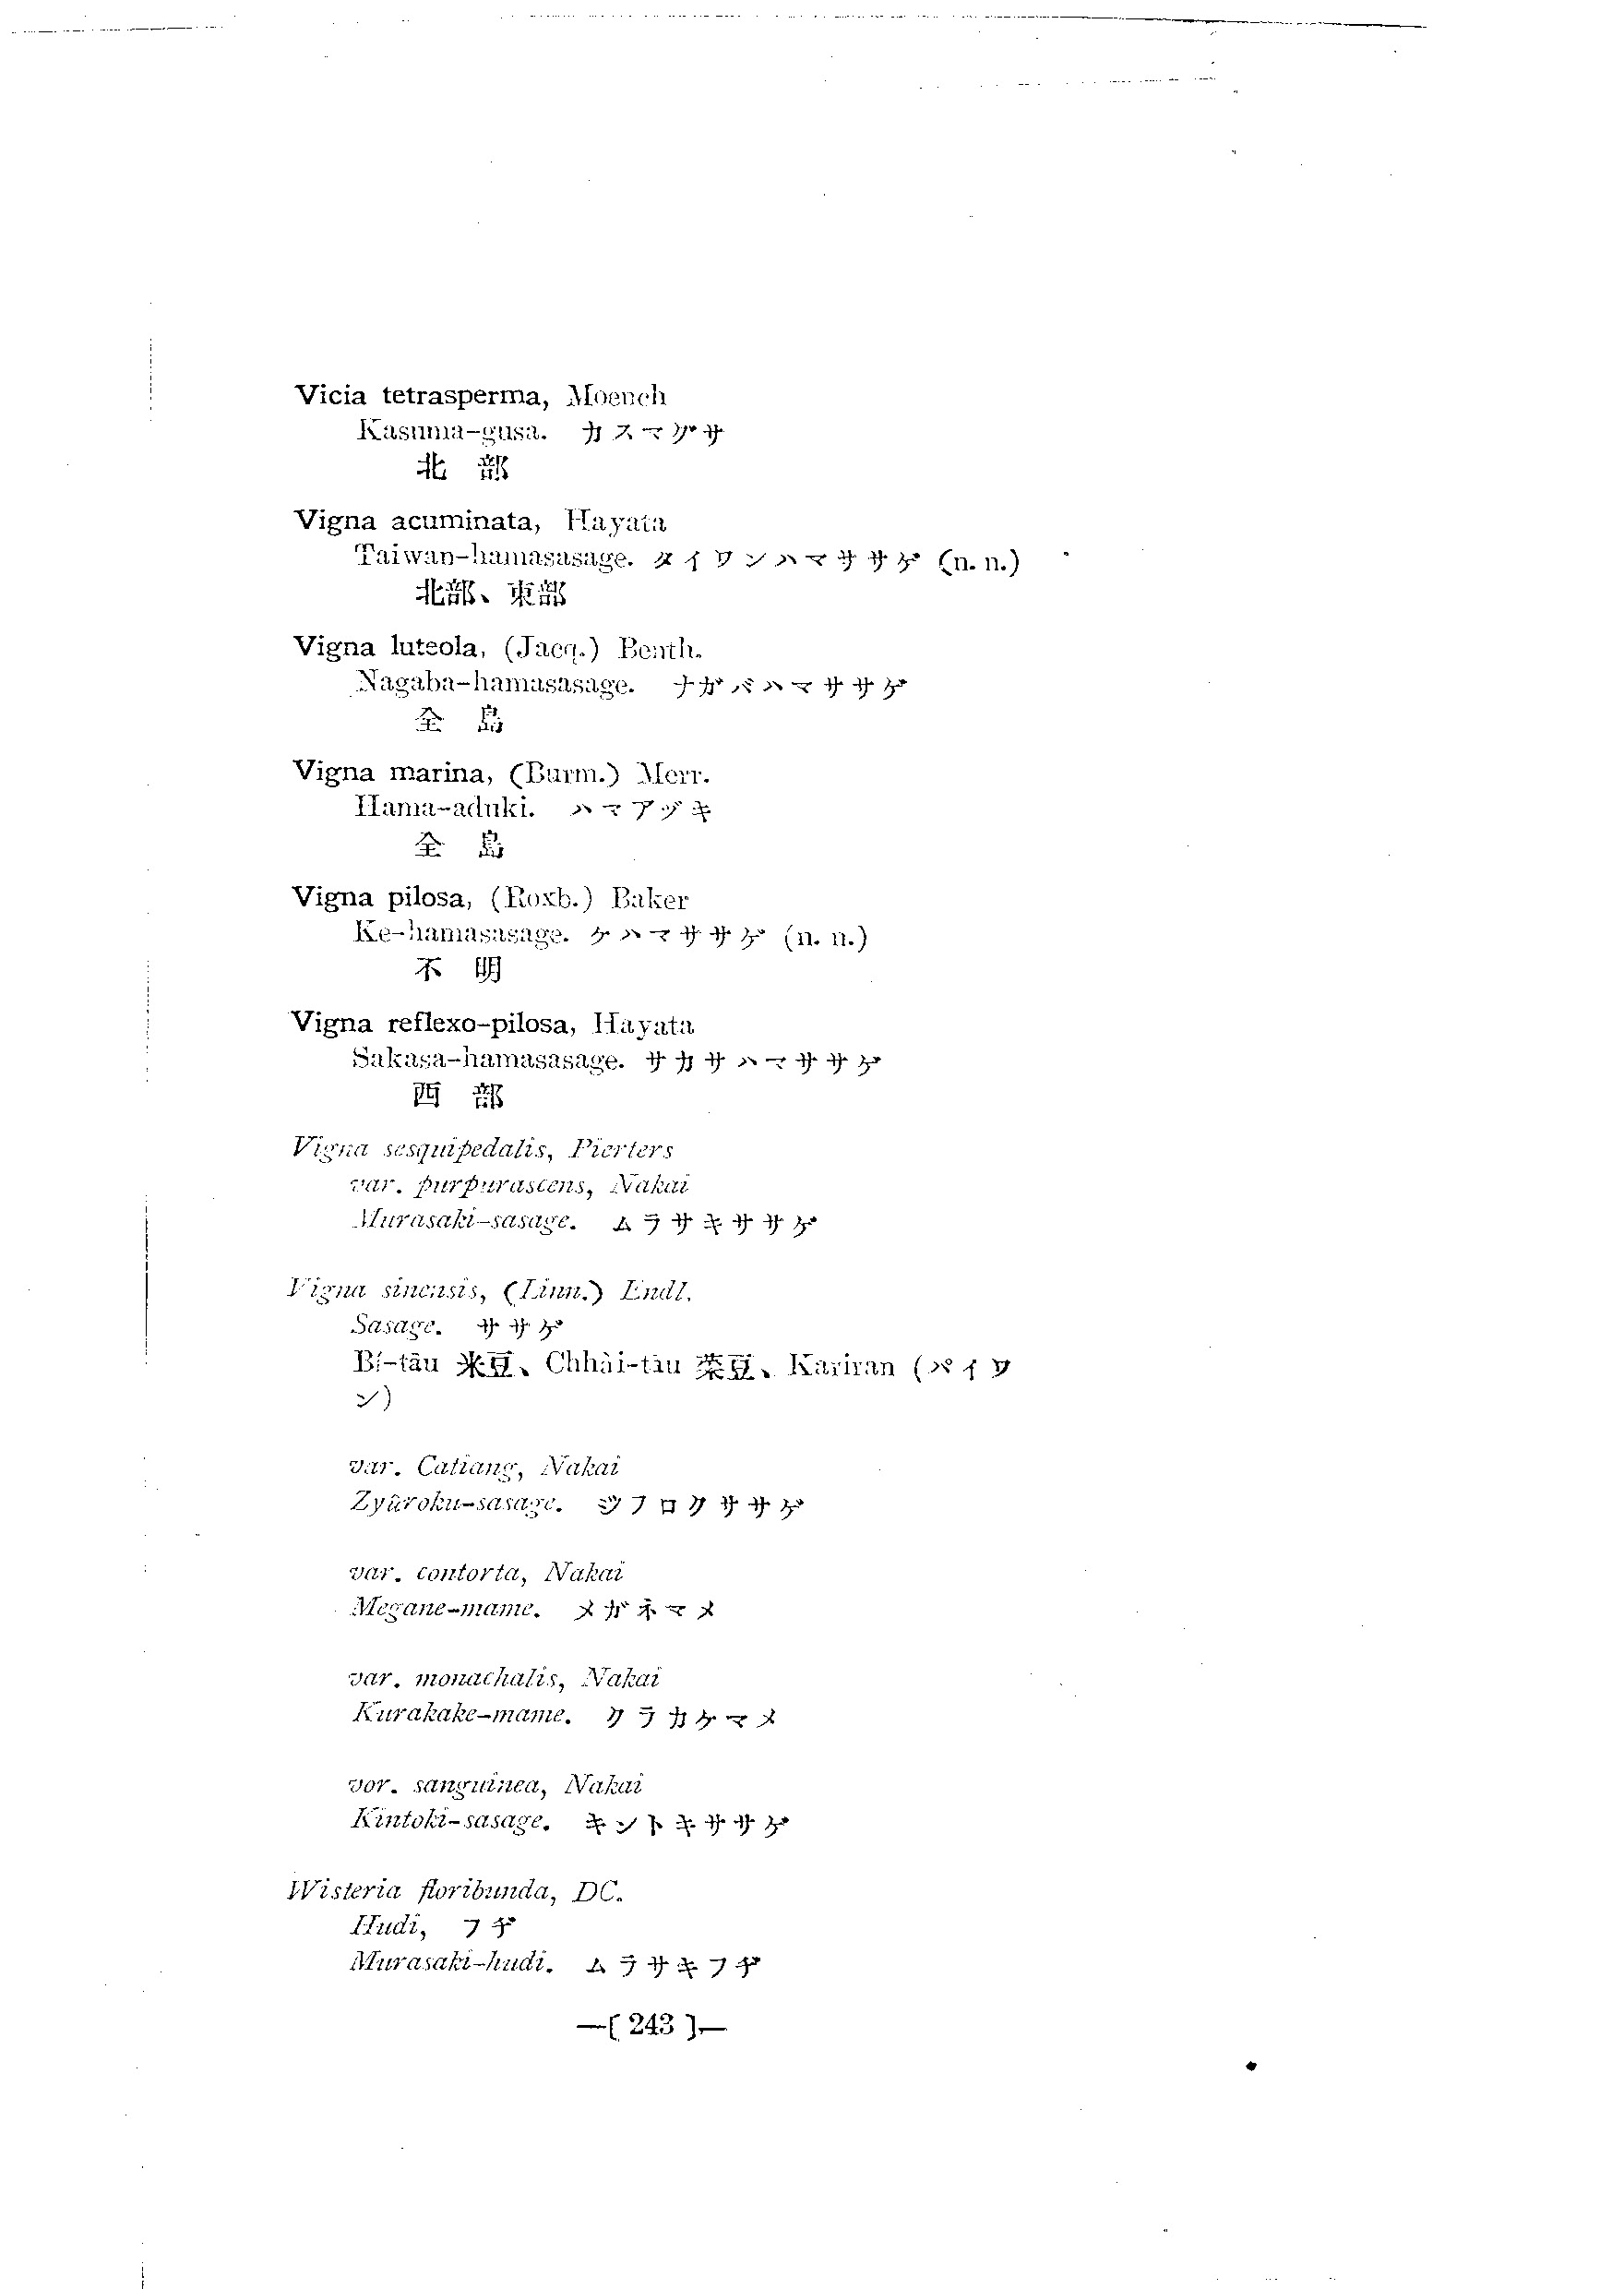 Vicia tetrasperma, Moench
Kasuma-gusa. カスマグサ
北 部
Vigna acuminata, Hayata
Taiwan-hamasasage. タイワンハマササゲ (n. n.)
北部、東部
Vigna luteola, (Jacq.) Benth.
Nagaba-hamasasage. ナガバハマササゲ
全 島
Vigna marina, (Burm.) Merr.
Hama-aduki. ハマアヅキ
全 島
Vigna pilosa, (Roxb.) Baker
Ke-hamasasage. ケハマササゲ (n. n.)
不 明
Vigna reflexo-pilosa, Hayata
Sakasa-hamasasage. サカサハマササゲ
西 部
Vigna sesquipedalis, Pierters
var. purpurascens, Nakai
Murasaki-sasage. ムラサキササゲ
Vigna sinensis, (Linn.) Endl.
Sasage. ササゲ
Bí-tāu 米豆、Chhài-tāu 菜豆、Kariran (パイワ
ン)
var. Catiang, Nakai
Zyûroku-sasage. ジフロクササゲ
var. contorta, Nakai
Megane-mame. メガネマメ
var. monachalis, Nakai
Kurakake-mame. クラカケマメ
vor. sanguinea, Nakai
Kintoki-sasage. キントキササゲ
Wisteria floribunda, DC.
Hudi, フヂ
Murasaki-hudi. ムラサキフヂ
—( 243 )—